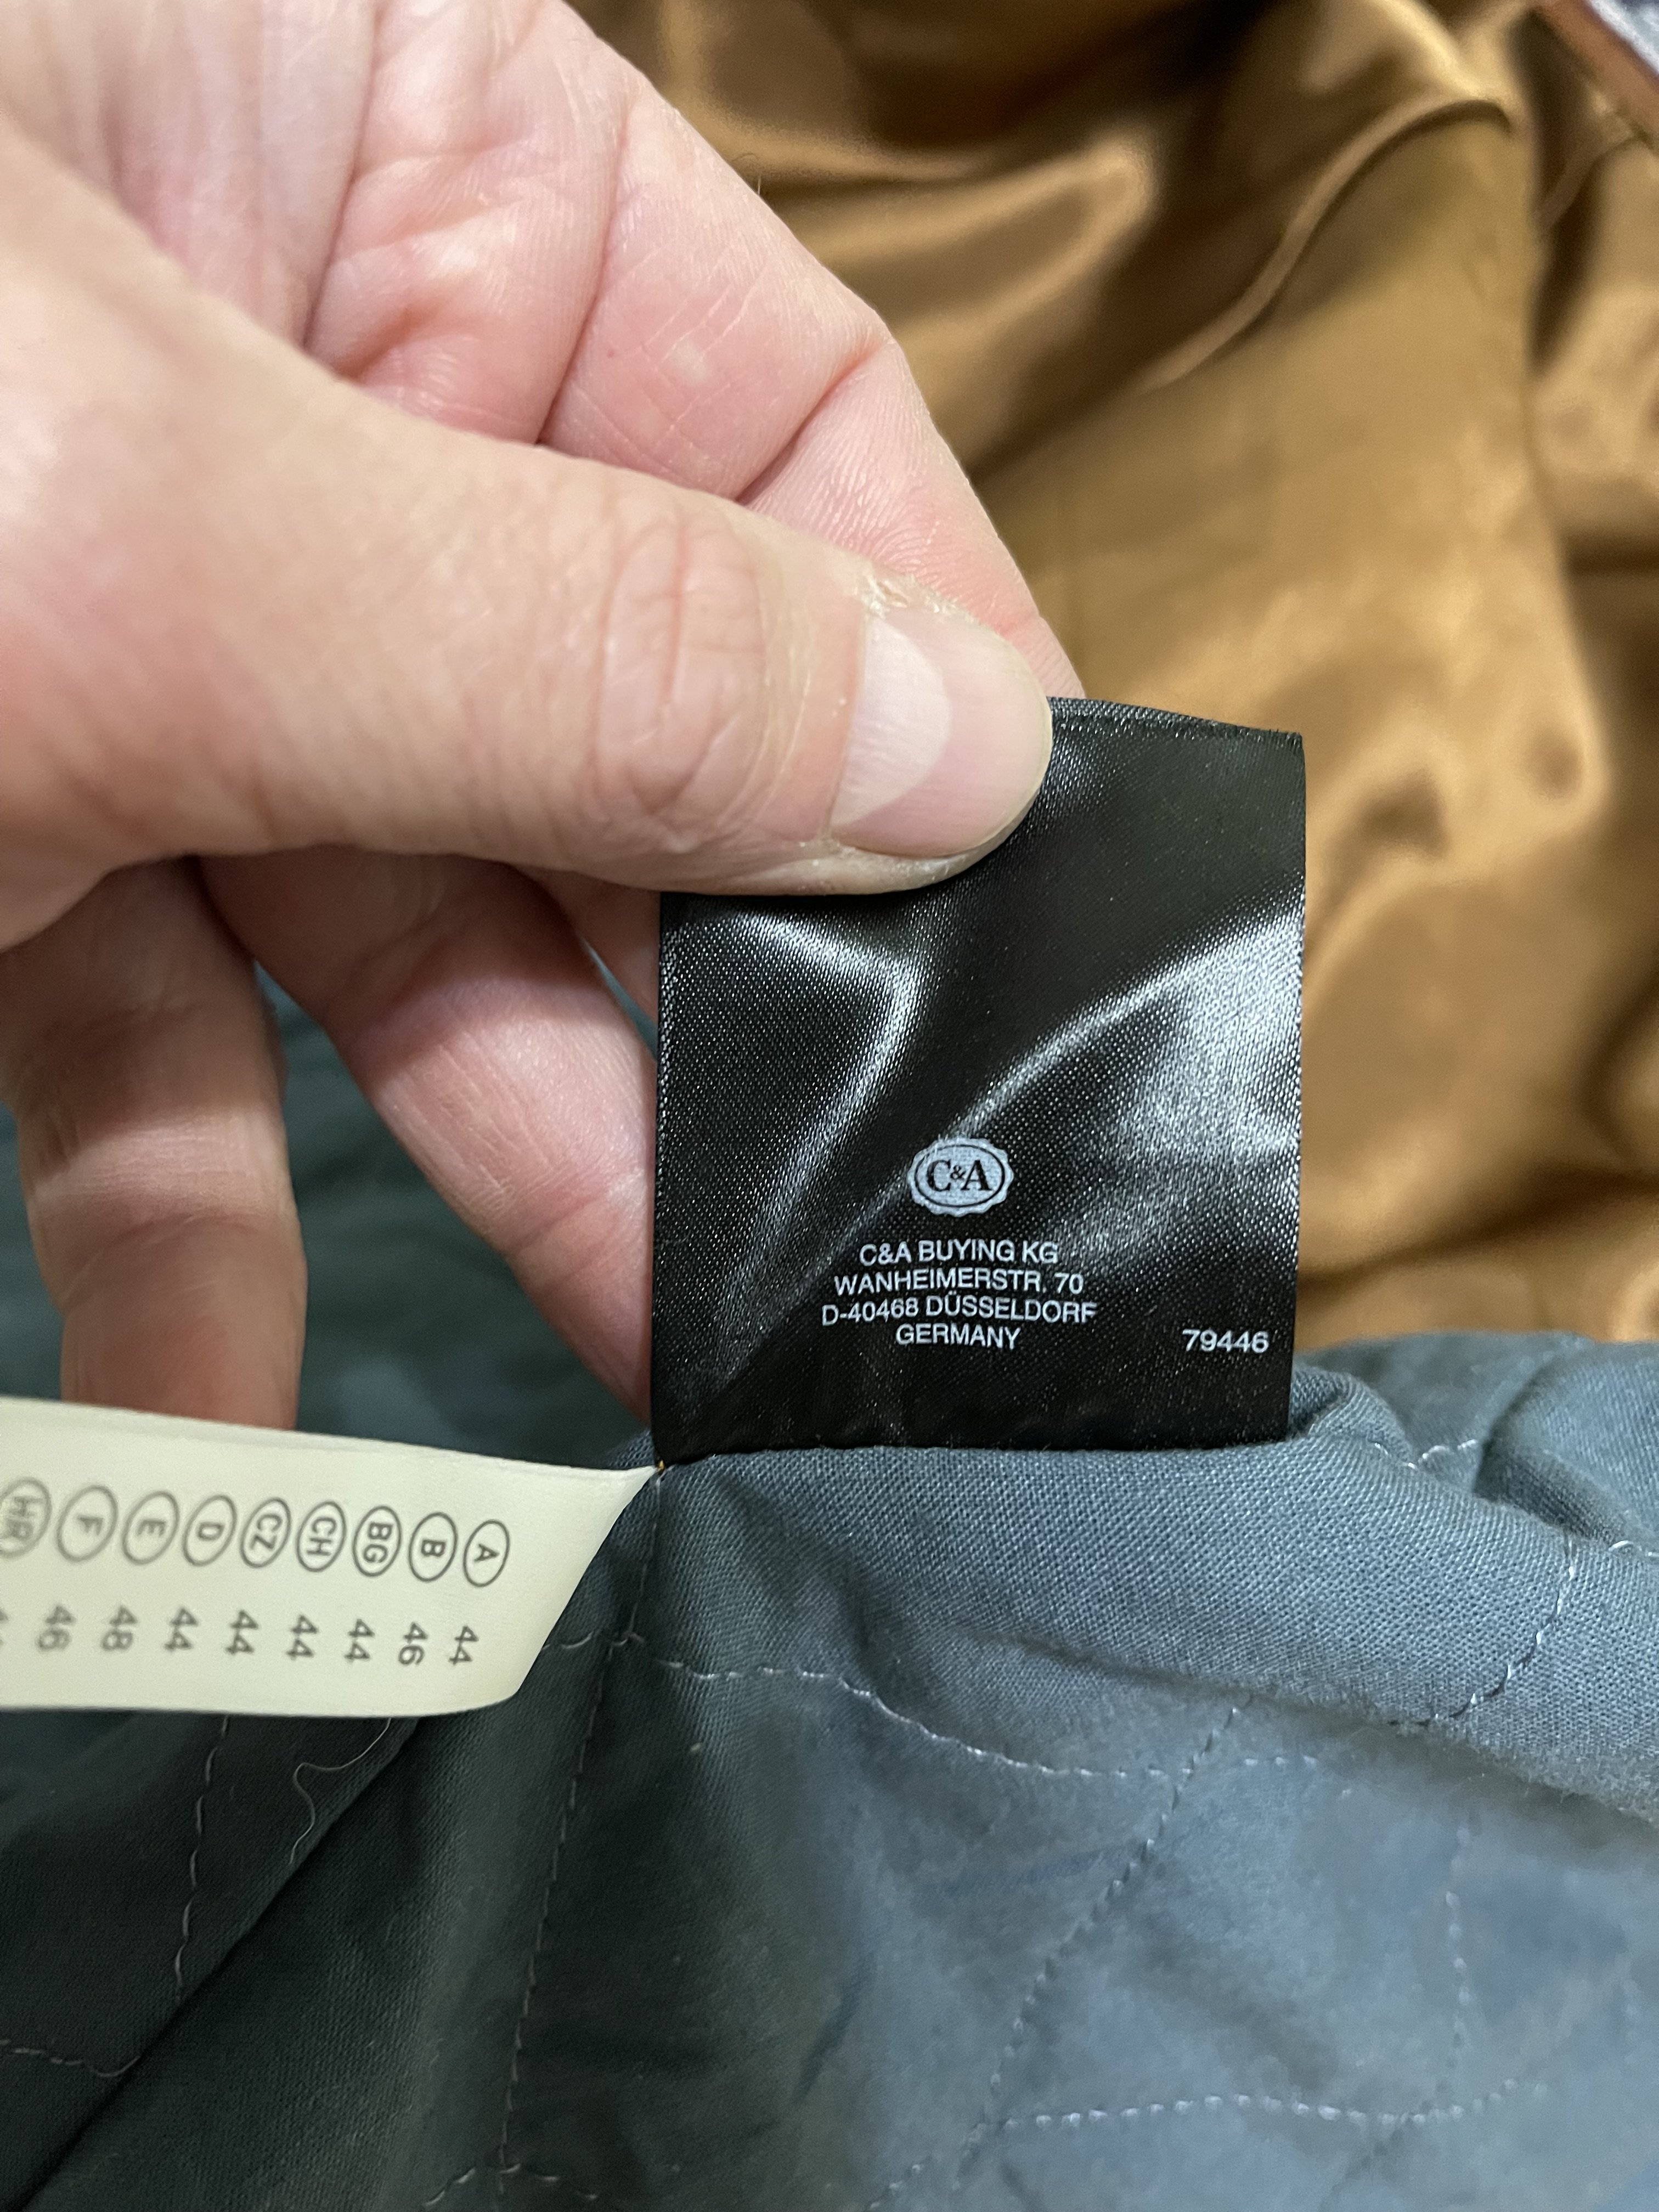 C&A
C&A BUYING KG
WANHEIMERSTR. 70
D-40468 DÜSSELDORF
GERMANY
79446
A 44
B 46
BG 44
CH 44
CZ 44
D 44
E 48
F 46
HR